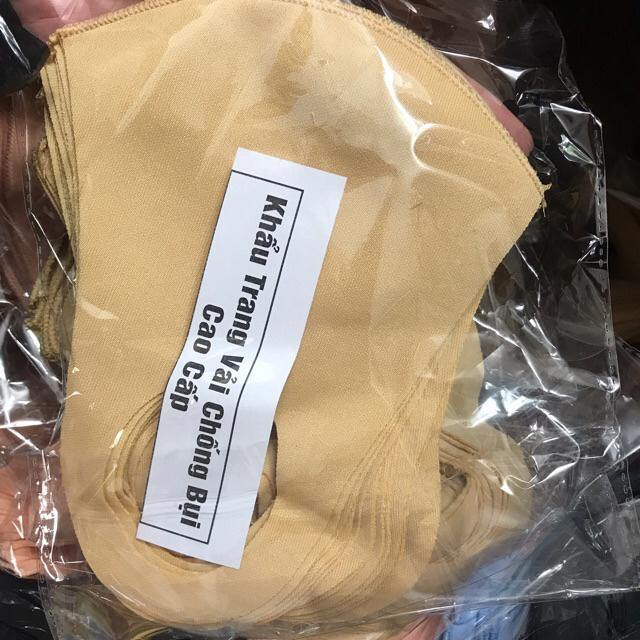 Khẩu Trang Vải Chống Bụi
Cao Cấp